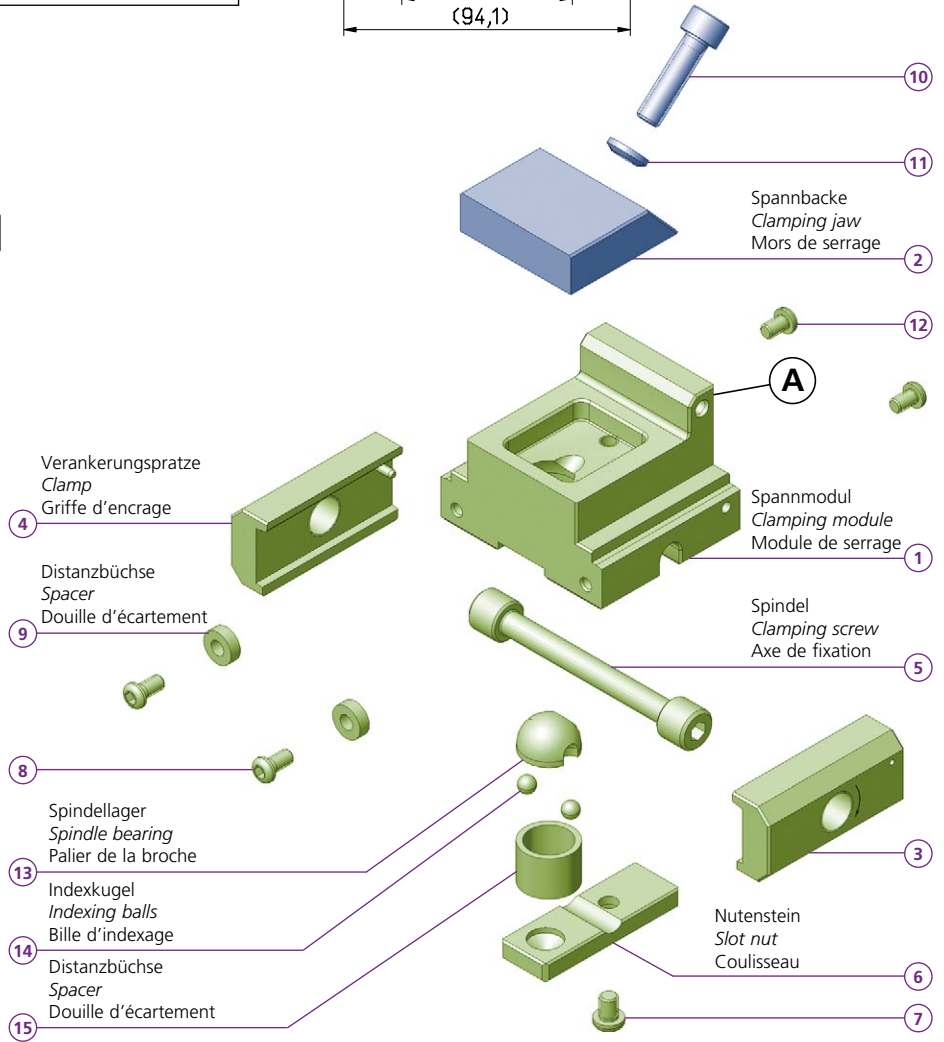 (94,1)
10
11
Spannbacke
Clamping jaw
Mors de serrage
2
12
A
Verankerungspratze
Clamp
Griffe d'encrage
4
Spannmodul
Clamping module
Module de serrage
1
Distanzbüchse
Spacer
Douille d'écartement
9
Spindel
Clamping screw
Axe de fixation
5
8
Spindellager
Spindle bearing
Palier de la broche
13
3
Indexkugel
Indexing balls
Bille d'indexage
14
Nutenstein
Slot nut
Coulisseau
6
Distanzbüchse
Spacer
Douille d'écartement
15
7